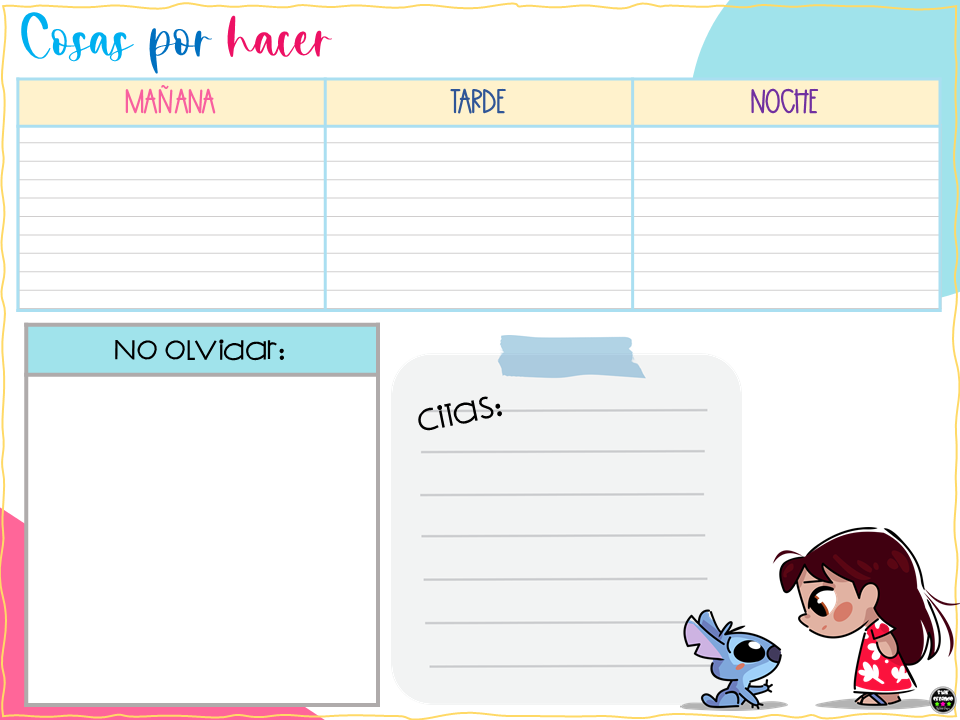 Cosas por hacer
MAÑANA TARDE NOCHE
No olvidar:
Citas: